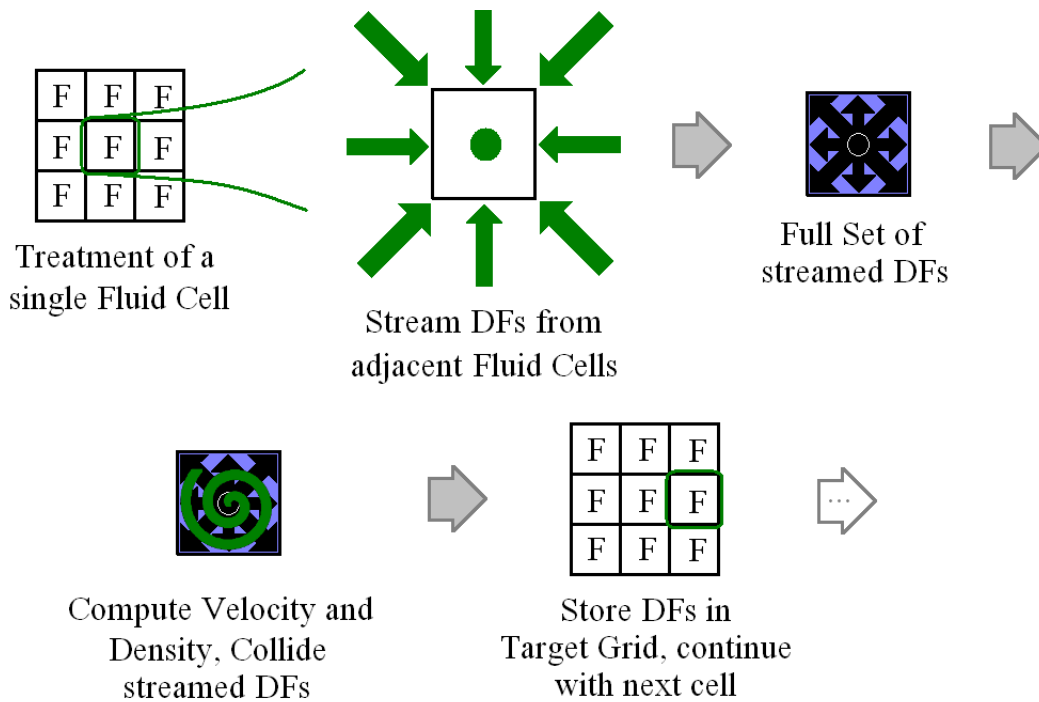 F F F
F F F
F F F
Treatment of a
single Fluid Cell
Stream DFs from
adjacent Fluid Cells
Full Set of
streamed DFs
Compute Velocity and
Density, Collide
streamed DFs
F F F
F F F
F F F
Store DFs in
Target Grid, continue
with next cell
...